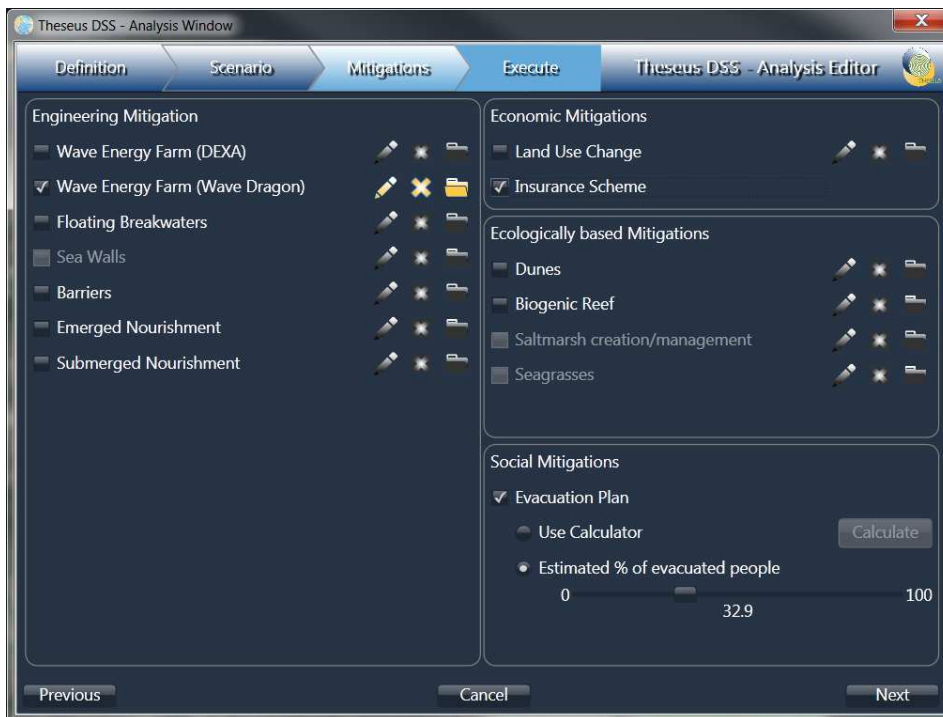 Theseus DSS - Analysis Window
Definition
Scenario
Mitigations
Execute
Theseus DSS - Analysis Editor
Engineering Mitigation
Wave Energy Farm (DEXA)
Wave Energy Farm (Wave Dragon)
Floating Breakwaters
Sea Walls
Barriers
Emerged Nourishment
Submerged Nourishment
Economic Mitigations
Land Use Change
Insurance Scheme
Ecologically based Mitigations
Dunes
Biogenic Reef
Saltmarsh creation/management
Seagrasses
Social Mitigations
Evacuation Plan
Use Calculator
Calculate
Estimated % of evacuated people
0
100
32.9
Previous
Cancel
Next